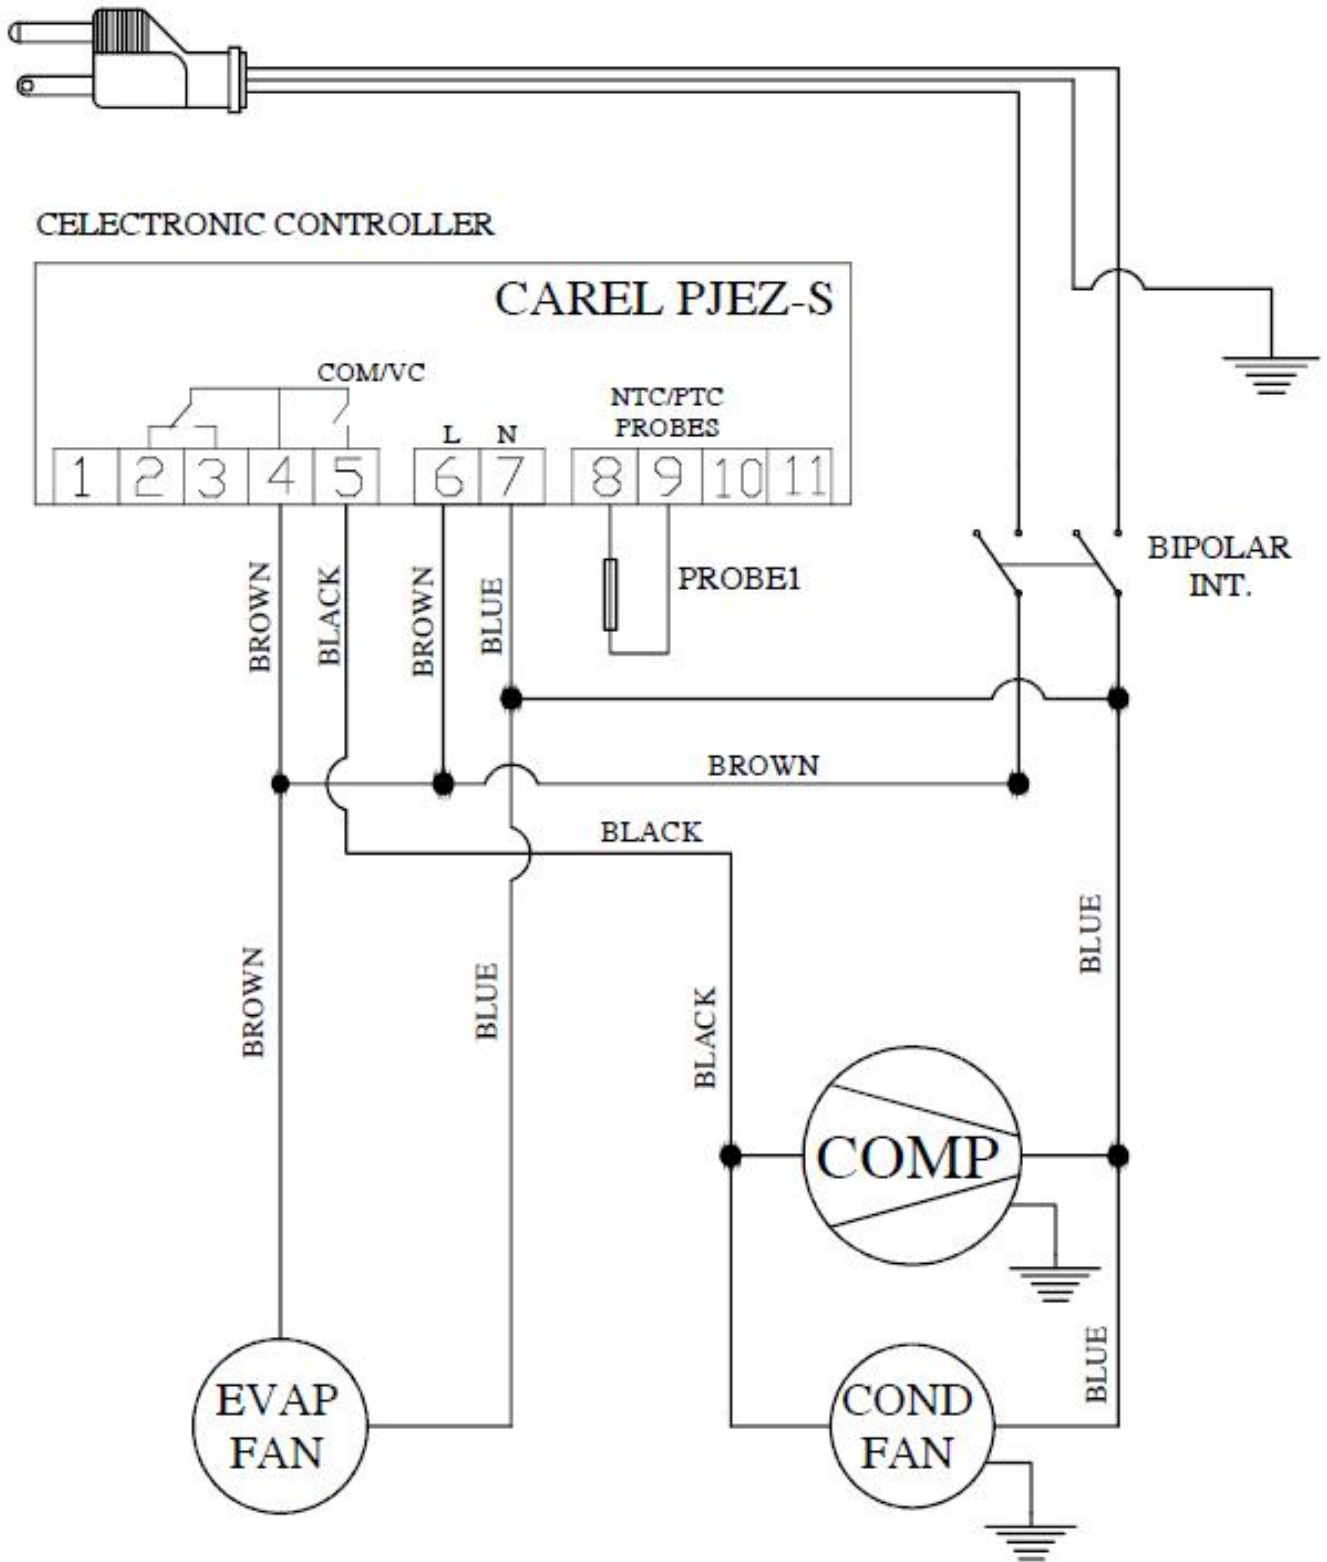 CELECTRONIC CONTROLLER
CAREL PJEZ-S
COM/VC
NTC/PTC
PROBES
L N
1 2 3 4 5 6 7 8 9 10 11
BIPOLAR
INT.
PROBE1
BROWN
BLACK
BROWN
BLUE
BROWN
BLACK
BLUE
BROWN
BLUE
BLACK
COMP
BLUE
EVAP
FAN
COND
FAN